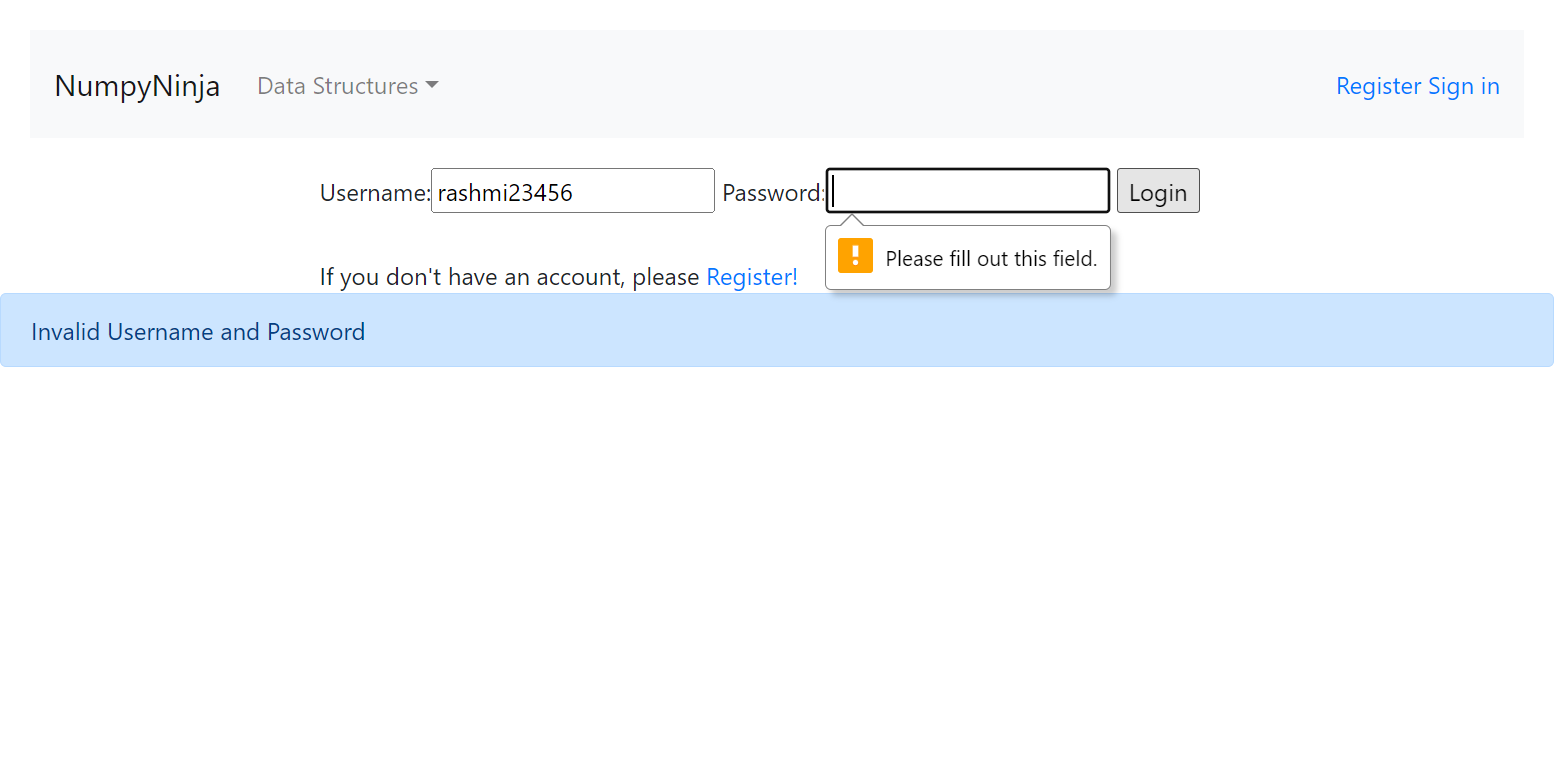 NumpyNinja Data Structures Register Sign in
Username: rashmi23456 Password: Login
Please fill out this field.
If you don't have an account, please Register!
Invalid Username and Password